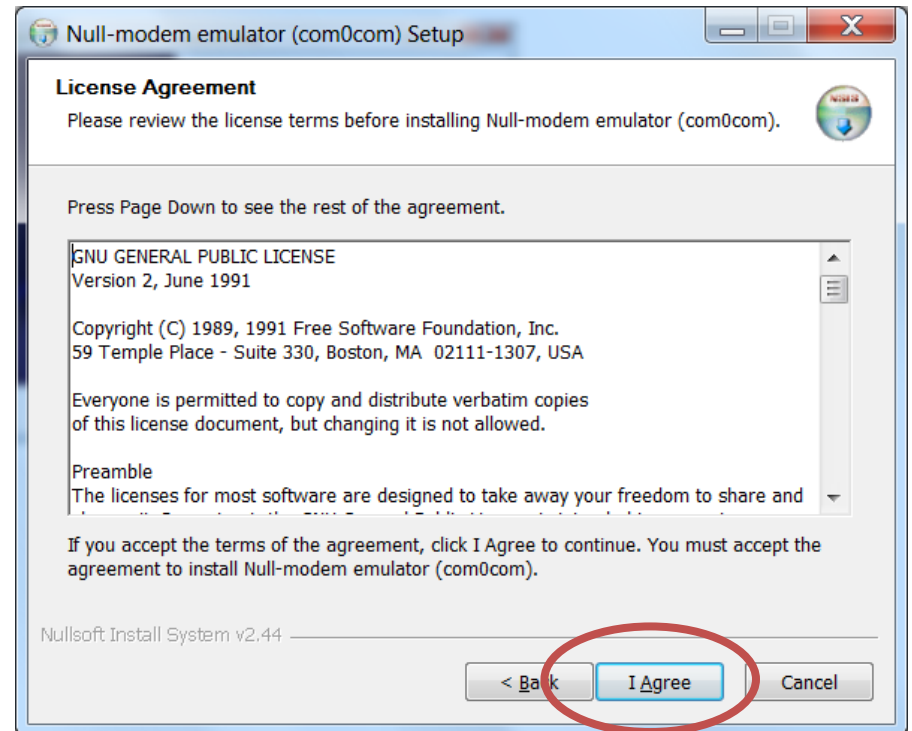 Null-modem emulator (com0com) Setup
License Agreement
Please review the license terms before installing Null-modem emulator (com0com).
NSIS
Press Page Down to see the rest of the agreement.
GNU GENERAL PUBLIC LICENSE
Version 2, June 1991
Copyright (C) 1989, 1991 Free Software Foundation, Inc.
59 Temple Place - Suite 330, Boston, MA  02111-1307, USA
Everyone is permitted to copy and distribute verbatim copies
of this license document, but changing it is not allowed.
Preamble
The licenses for most software are designed to take away your freedom to share and
If you accept the terms of the agreement, click I Agree to continue. You must accept the
agreement to install Null-modem emulator (com0com).
Nullsoft Install System v2.44
< Back
I Agree
Cancel